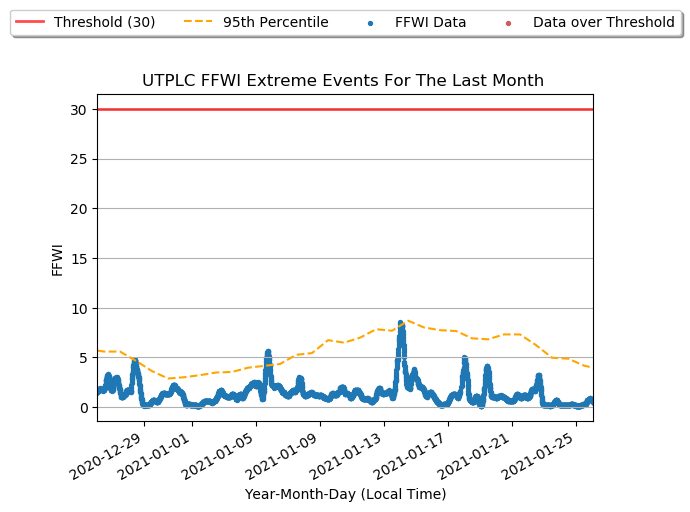 Threshold (30) 95th Percentile FFWI Data Data over Threshold
UTPLC FFWI Extreme Events For The Last Month
30
25
20
15
10
5
0
FFWI
2020-12-29 2021-01-01 2021-01-05 2021-01-09 2021-01-13 2021-01-17 2021-01-21 2021-01-25
Year-Month-Day (Local Time)